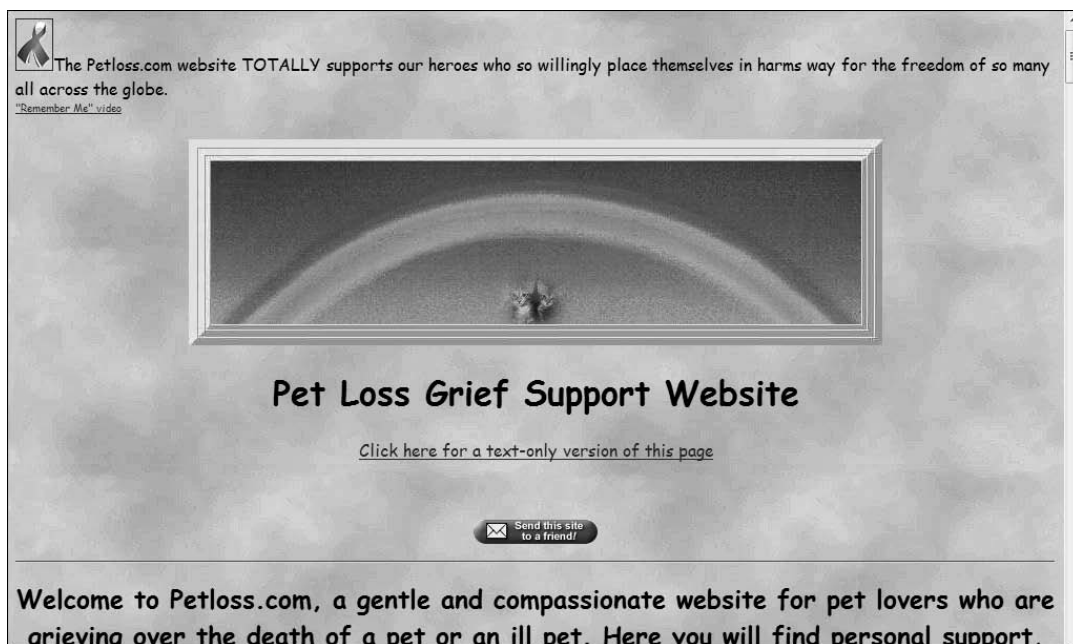 The Petloss.com website TOTALLY supports our heroes who so willingly place themselves in harms way for the freedom of so many
all across the globe.
"Remember Me" video
Pet Loss Grief Support Website
Click here for a text-only version of this page
Send this site
to a friend!
Welcome to Petloss.com, a gentle and compassionate website for pet lovers who are
grieving over the death of a pet or an ill pet. Here you will find personal support,